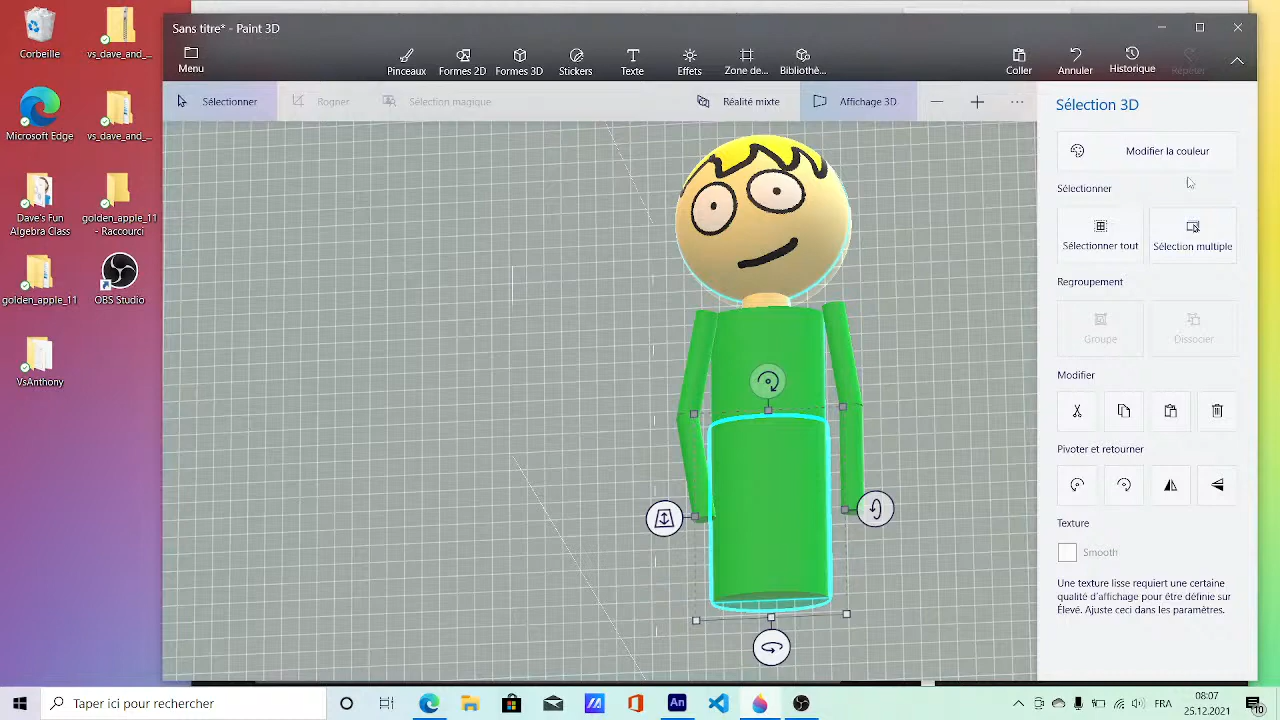 Corbeille
vs_dave_and_...
Microsoft Edge
vs_dave_and_...
Dave's Fun
Algebra Class
golden_apple_11
- Raccourci
golden_apple_11
OBS Studio
VsAnthony
Sans titre* - Paint 3D
Menu
Pinceaux
Formes 2D
Formes 3D
Stickers
Texte
Effets
Zone de...
Bibliothè...
Coller
Annuler
Historique
Répéter
Sélectionner
Rogner
Sélection magique
Réalité mixte
Affichage 3D
Sélection 3D
Modifier la couleur
Sélectionner
Sélectionner tout
Sélection multiple
Regroupement
Groupe
Dissocier
Modifier
Pivoter et retourner
Texture
Smooth
Une texture lisse requiert une certaine
qualité d'affichage pour être définie sur
Élevé. Ajuste ceci dans les paramètres.
Taper ici pour rechercher
An
FRA
08:07
25.12.2021
10